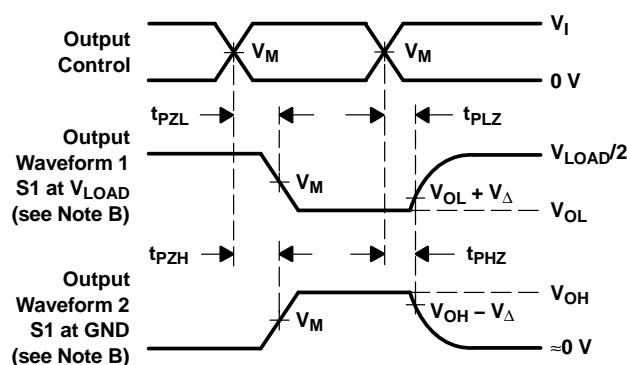 Output
Control
V_M
V_M
V_I
0 V
t_PZL
t_PLZ
Output
Waveform 1
S1 at V_LOAD
(see Note B)
V_M
V_LOAD/2
V_OL + V_Δ
V_OL
t_PZH
t_PHZ
Output
Waveform 2
S1 at GND
(see Note B)
V_M
V_OH
V_OH − V_Δ
≈0 V